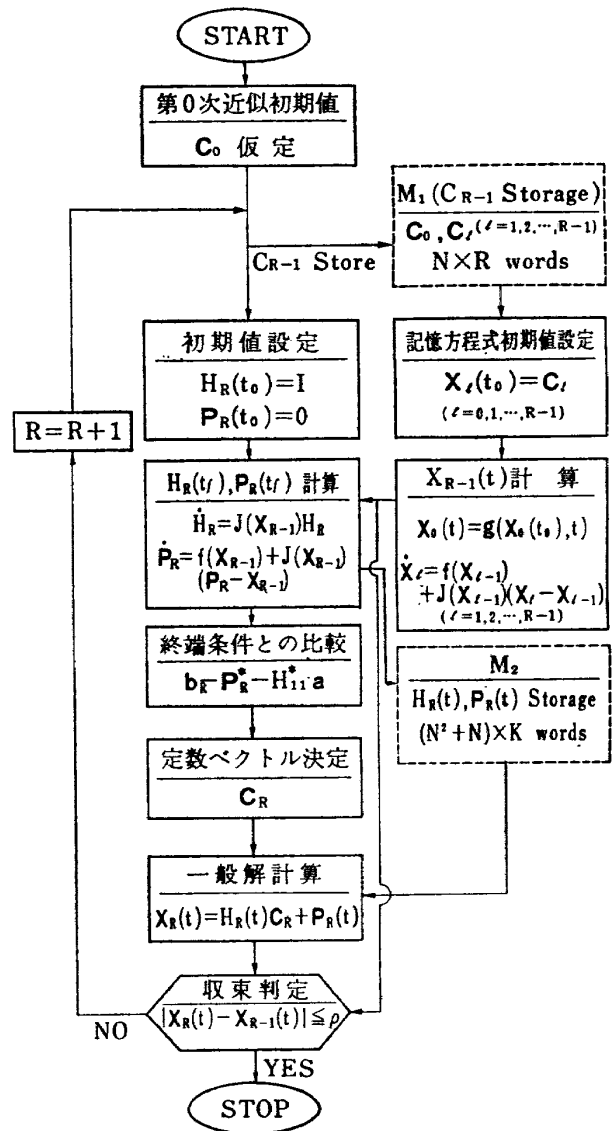 START
第0次近似初期値
C₀ 仮定
M₁(C_{R-1} Storage)
C₀, C_ℓ(ℓ=1,2,…,R-1)
N×R words
C_{R-1} Store
初期値設定
H_R(t₀)=I
P_R(t₀)=0
記憶方程式初期値設定
X_ℓ(t₀)=C_ℓ
(ℓ=0,1,…,R-1)
R=R+1
H_R(t_f),P_R(t_f) 計算
Ḣ_R=J(X_{R-1})H_R
Ṗ_R=f(X_{R-1})+J(X_{R-1})
(P_R-X_{R-1})
X_{R-1}(t)計 算
X₀(t)=g(X₀(t₀),t)
Ẋ_ℓ=f(X_{ℓ-1})
+J(X_{ℓ-1})(X_ℓ-X_{ℓ-1})
(ℓ=1,2,…,R-1)
終端条件との比較
b_R-P*_R-H*₁₁a
M₂
H_R(t),P_R(t) Storage
(N²+N)×K words
定数ベクトル決定
C_R
一般解計算
X_R(t)=H_R(t)C_R+P_R(t)
収束判定
|X_R(t)-X_{R-1}(t)|≦ρ
NO
YES
STOP